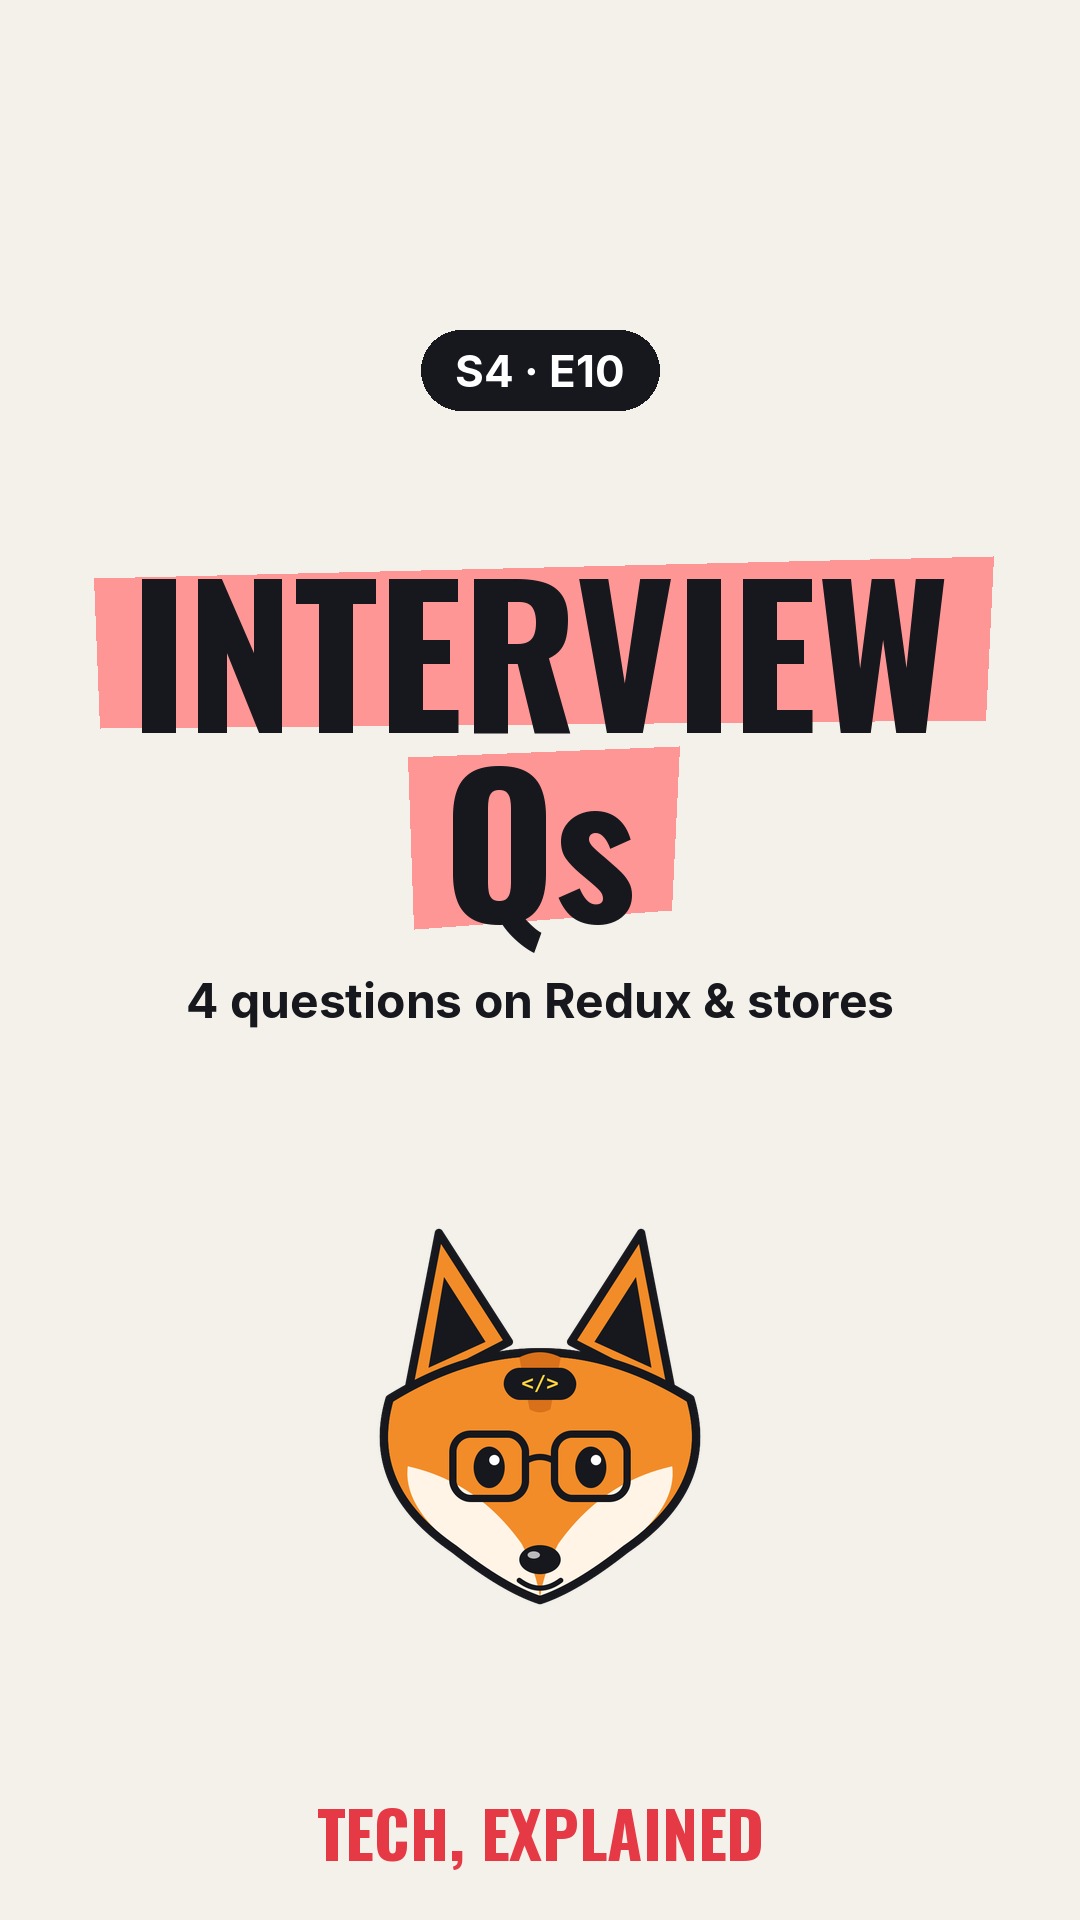 S4 · E10
INTERVIEW
Qs
4 questions on Redux & stores
</>
TECH, EXPLAINED